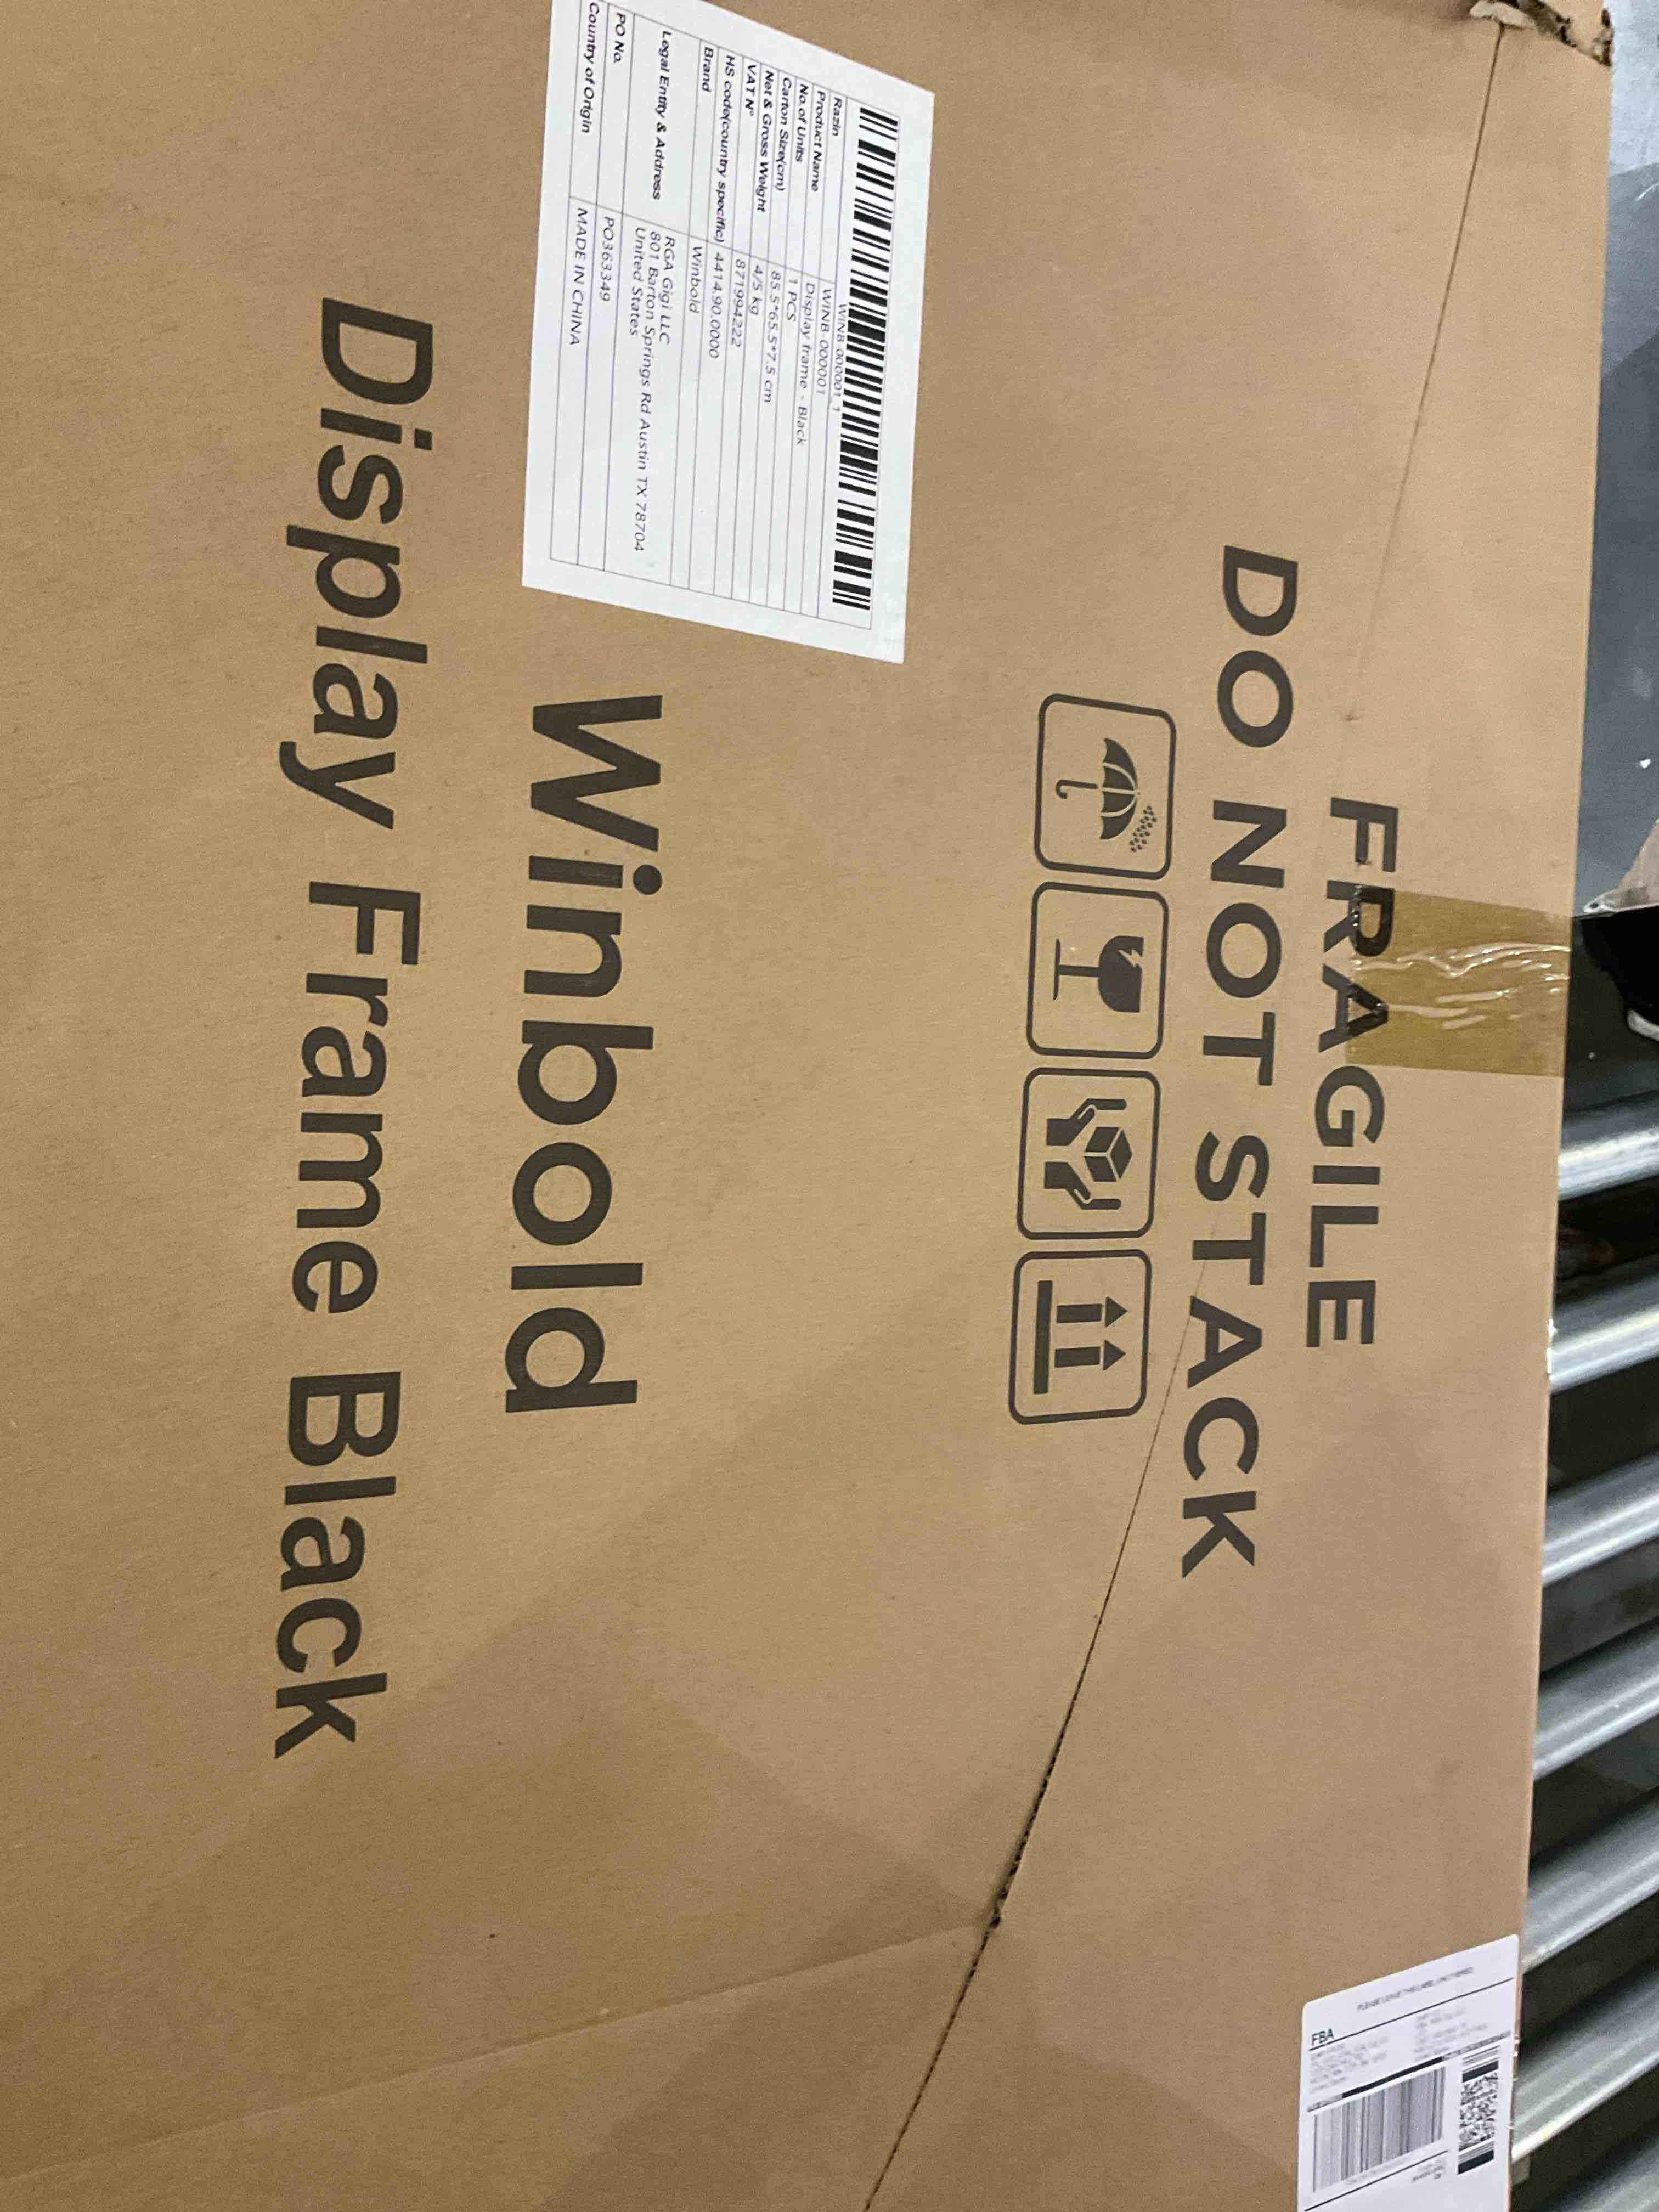 FRAGILE
DO NOT STACK
WINB-000001_1
Razin WINB-000001
Product Name Display frame - Black
No.of Units 1 PCS
Carton Size(cm) 85.5*65.5*7.5 cm
Net & Gross Weight 4/5 kg
VAT N° 871994222
HS code(country specific) 4414.90.0000
Brand Winbold
Legal Entity & Address RGA Gigi LLC
801 Barton Springs Rd Austin TX 78704
United States
PO No. PO363349
Country of Origin MADE IN CHINA
Winbold
Display Frame Black
FBA